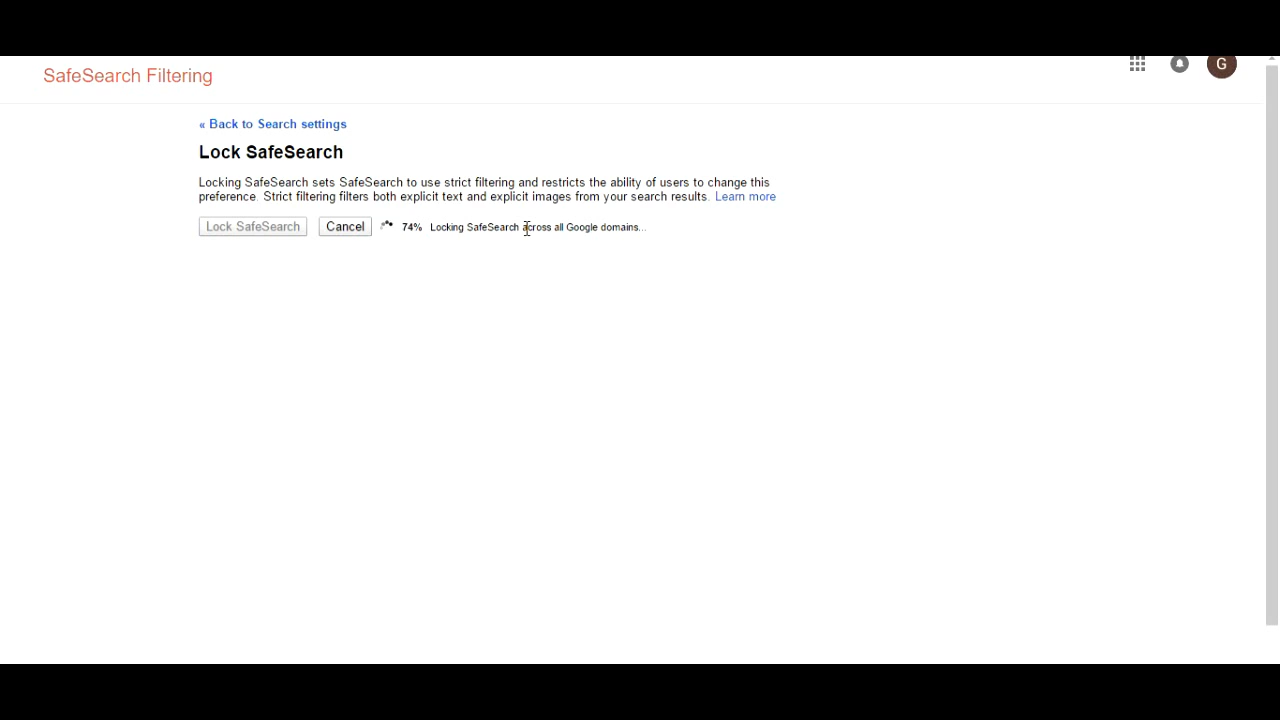 SafeSearch Filtering
G
« Back to Search settings
Lock SafeSearch
Locking SafeSearch sets SafeSearch to use strict filtering and restricts the ability of users to change this
preference. Strict filtering filters both explicit text and explicit images from your search results. Learn more
Lock SafeSearch Cancel 74% Locking SafeSearch across all Google domains...